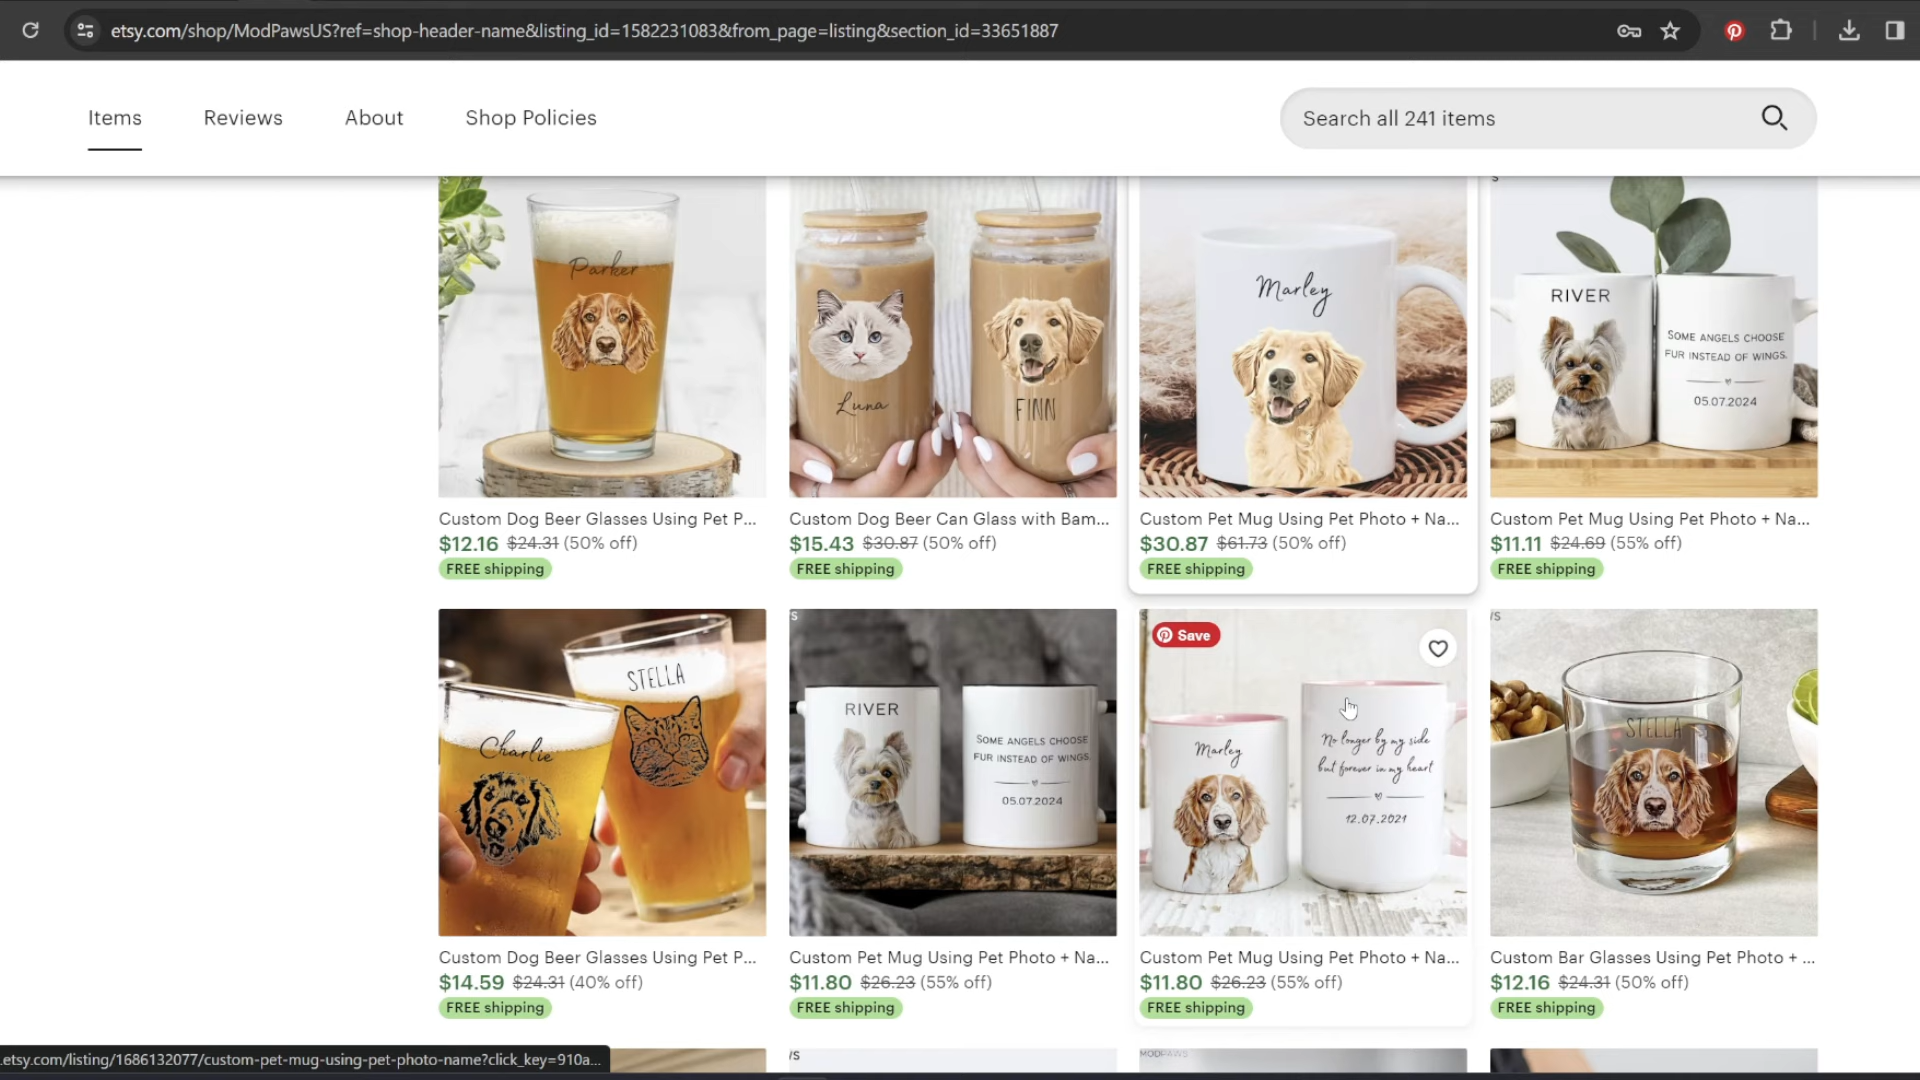 etsy.com/shop/ModPawsUS?ref=shop-header-name&listing_id=1582231083&from_page=listing&section_id=33651887
Items Reviews About Shop Policies Search all 241 items
Parker
Luna
FINN
Marley
RIVER
SOME ANGELS CHOOSE
FUR INSTEAD OF WINGS.
05.07.2024
Custom Dog Beer Glasses Using Pet P...
$12.16 $24.31 (50% off)
FREE shipping
Custom Dog Beer Can Glass with Bam...
$15.43 $30.87 (50% off)
FREE shipping
Custom Pet Mug Using Pet Photo + Na...
$30.87 $61.73 (50% off)
FREE shipping
Custom Pet Mug Using Pet Photo + Na...
$11.11 $24.69 (55% off)
FREE shipping
STELLA
Charlie
RIVER
SOME ANGELS CHOOSE
FUR INSTEAD OF WINGS.
05.07.2024
Save
Marley
No longer by my side
but forever in my heart
12.07.2021
STELLA
Custom Dog Beer Glasses Using Pet P...
$14.59 $24.31 (40% off)
FREE shipping
Custom Pet Mug Using Pet Photo + Na...
$11.80 $26.23 (55% off)
FREE shipping
Custom Pet Mug Using Pet Photo + Na...
$11.80 $26.23 (55% off)
FREE shipping
Custom Bar Glasses Using Pet Photo + ...
$12.16 $24.31 (50% off)
FREE shipping
.etsy.com/listing/1686132077/custom-pet-mug-using-pet-photo-name?click_key=910a...
MODPAWS